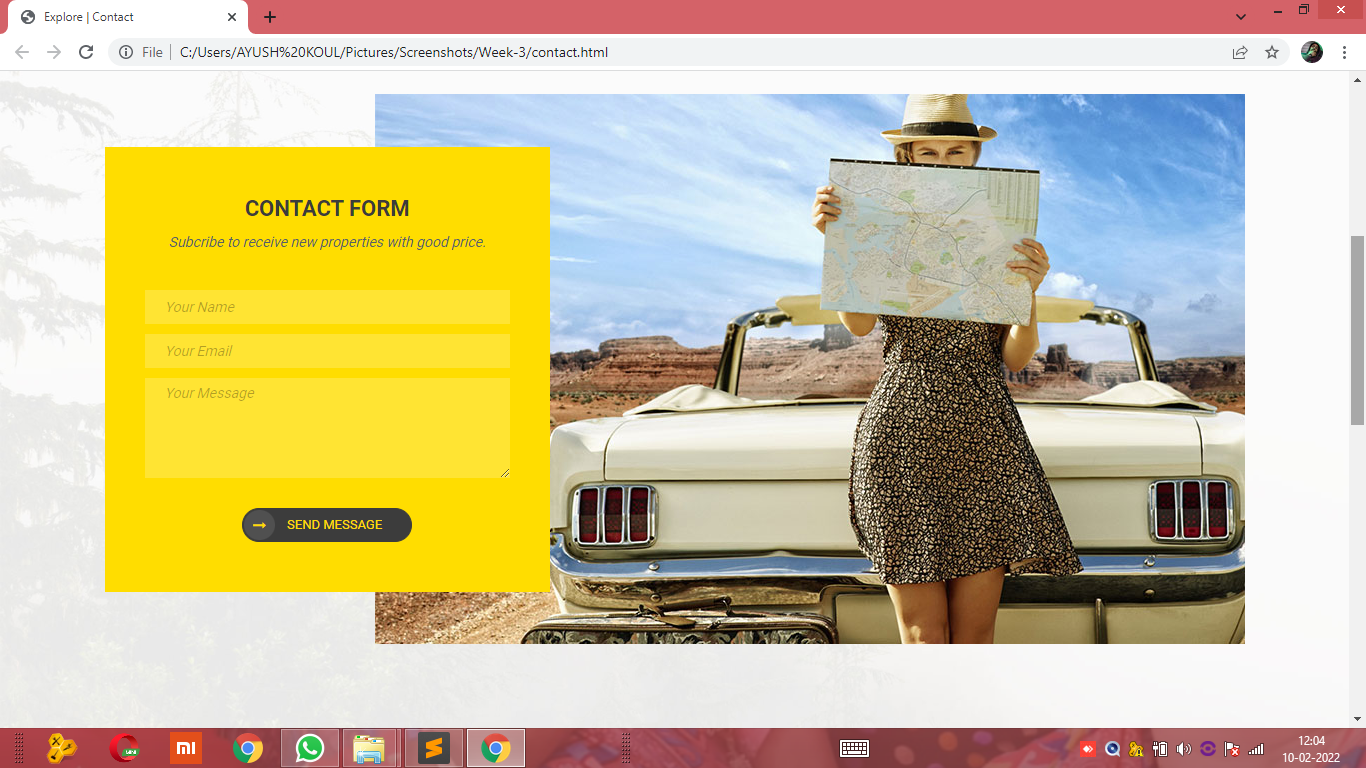 Explore | Contact
File
C:/Users/AYUSH%20KOUL/Pictures/Screenshots/Week-3/contact.html
CONTACT FORM
Subcribe to receive new properties with good price.
Your Name
Your Email
Your Message
SEND MESSAGE
mi
12:04
10-02-2022